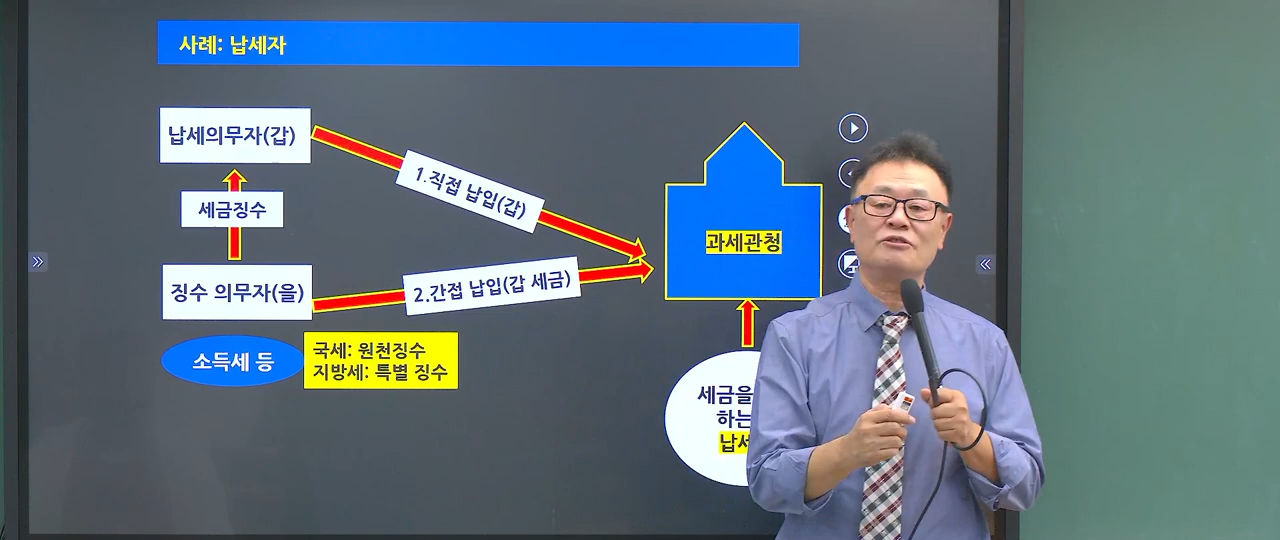 사례: 납세자
납세의무자(갑)
1.직접 납입(갑)
세금징수
과세관청
징수 의무자(을)
2.간접 납입(갑 세금)
소득세 등
국세: 원천징수
지방세: 특별 징수
세금을
하는